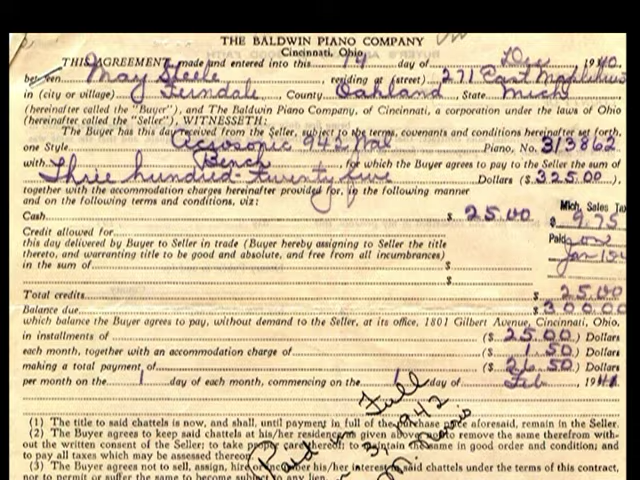 THE BALDWIN PIANO COMPANY
Cincinnati, Ohio
THIS AGREEMENT, made and entered into this 19 day of Dec 1940.
between May Steele residing at (street) 271 East
in (city or village) Ferndale County Oakland State Mich
(hereinafter called the "Buyer"), and The Baldwin Piano Company, of Cincinnati, a corporation under the laws of Ohio
(hereinafter called the "Seller"), WITNESSETH:
The Buyer has this day received from the Seller, subject to the terms, covenants and conditions hereinafter set forth,
one Style Acrosonic 942 Wal Piano, No. 313862
with Bench, for which the Buyer agrees to pay to the Seller the sum of
Three hundred twenty five Dollars ($ 325.00)
together with the accommodation charges hereinafter provided for, in the following manner
and on the following terms and conditions, viz:
Mich. Sales Tax
Cash $ 25.00 $ 9.75
Credit allowed for Paid on
this day delivered by Buyer to Seller in trade (Buyer hereby assigning to Seller the title
thereto, and warranting title to be good and absolute, and free from all incumbrances) Jan
in the sum of $
$
Total credits $ 25.00
Balance due $ 300.00
which balance the Buyer agrees to pay, without demand to the Seller, at its office, 1801 Gilbert Avenue, Cincinnati, Ohio,
in installments of ($ 25.00) Dollars
each month, together with an accommodation charge of ($ 1.50) Dollars
making a total payment of ($ 26.50) Dollars
per month on the 1 day of each month, commencing on the 1 day of Feb 1941.
Paid in Full
3 1942
(1) The title to said chattels is now, and shall, until payment in full of the purchase price aforesaid, remain in the Seller.
(2) The Buyer agrees to keep said chattels at his/her residence as given above, not to remove the same therefrom with-
out the written consent of the Seller; to take proper care thereof; to maintain the same in good order and condition; and
to pay all taxes which may be assessed thereon.
(3) The Buyer agrees not to sell, assign, hire or encumber his/her interest in said chattels under the terms of this contract,
nor to permit or suffer the same to become subject to any lien.